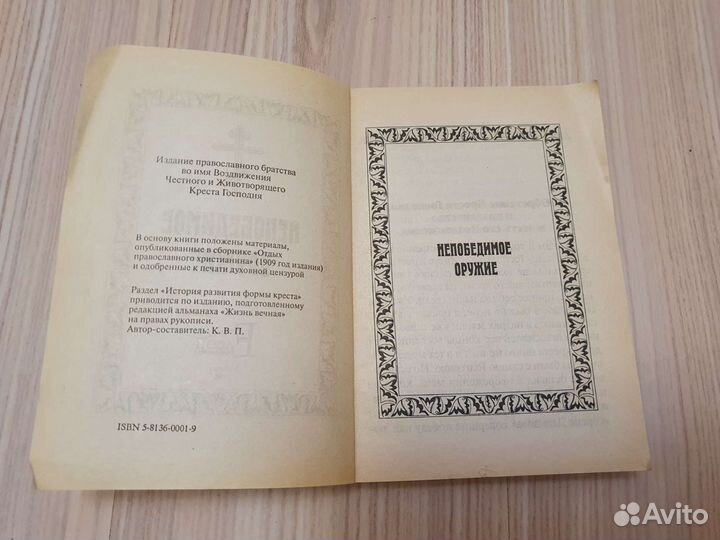 Издание православного братства
во имя Воздвижения
Честного и Животворящего
Креста Господня
В основу книги положены материалы,
опубликованные в сборнике «Отдых
православного христианина» (1909 год издания)
и одобренные к печати духовной цензурой
Раздел «История развития формы креста»
приводится по изданию, подготовленному
редакцией альманаха «Жизнь вечная»
на правах рукописи.
Автор-составитель: К. В. П.
ISBN 5-8136-0001-9
НЕПОБЕДИМОЕ
ОРУЖИЕ
Avito